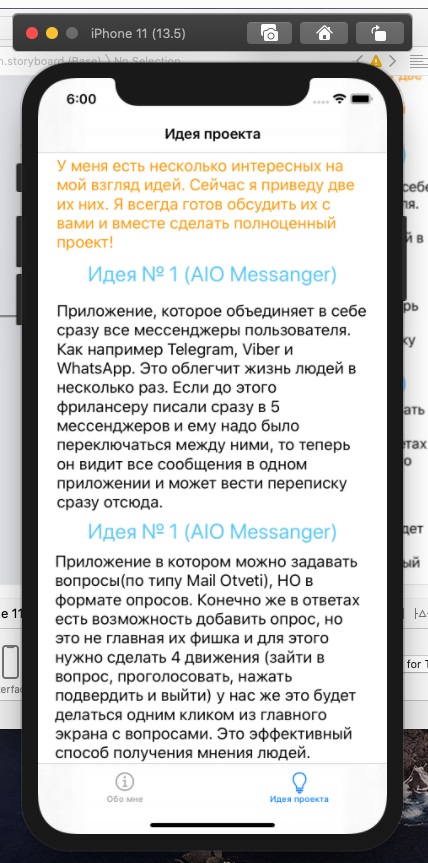 iPhone 11 (13.5)
n.storyboard (Base) › No Selection
6:00
Идея проекта
У меня есть несколько интересных на
мой взгляд идей. Сейчас я приведу две
их них. Я всегда готов обсудить их с
вами и вместе сделать полноценный
проект!
Идея № 1 (AIO Messanger)
Приложение, которое объединяет в себе
сразу все мессенджеры пользователя.
Как например Telegram, Viber и
WhatsApp. Это облегчит жизнь людей в
несколько раз. Если до этого
фрилансеру писали сразу в 5
мессенджеров и ему надо было
переключаться между ними, то теперь
он видит все сообщения в одном
приложении и может вести переписку
сразу отсюда.
Идея № 1 (AIO Messanger)
Приложение в котором можно задавать
вопросы(по типу Mail Otveti), НО в
формате опросов. Конечно же в ответах
есть возможность добавить опрос, но
это не главная их фишка и для этого
нужно сделать 4 движения (зайти в
вопрос, проголосовать, нажать
подвердить и выйти) у нас же это будет
делаться одним кликом из главного
экрана с вопросами. Это эффективный
способ получения мнения людей.
Обо мне
Идея проекта
for T